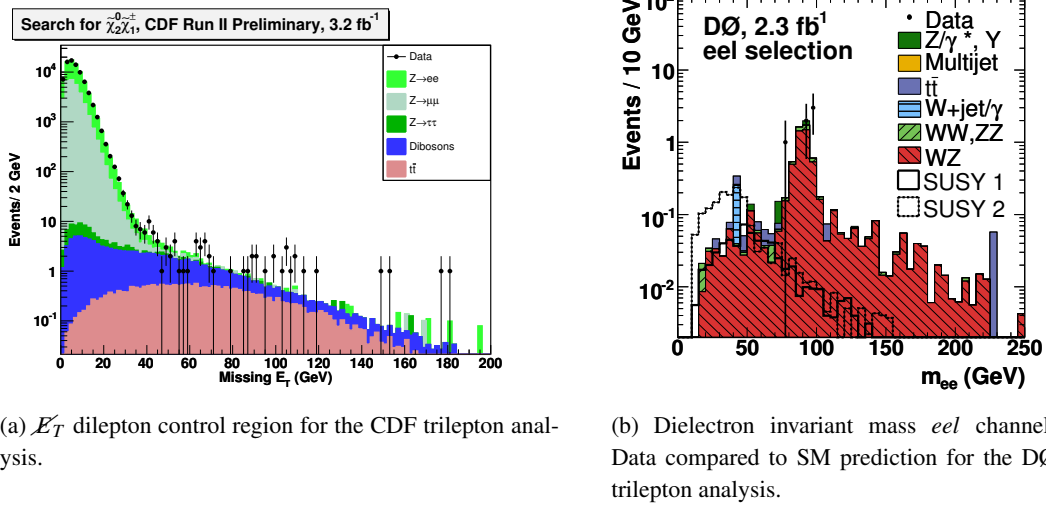 Search for χ̃⁰₂χ̃±₁, CDF Run II Preliminary, 3.2 fb⁻¹
Events/ 2 GeV
10⁴
10³
10²
10
1
10⁻¹
Data
Z→ee
Z→μμ
Z→ττ
Dibosons
tt̄
0 20 40 60 80 100 120 140 160 180 200
Missing E_T (GeV)
(a) E̸_T dilepton control region for the CDF trilepton anal-
ysis.
Events / 10 GeV
10²
10
1
10⁻¹
10⁻²
DØ, 2.3 fb⁻¹
eel selection
Data
Z/γ *, Υ
Multijet
tt̄
W+jet/γ
WW,ZZ
WZ
SUSY 1
SUSY 2
0 50 100 150 200 250
m_ee (GeV)
(b) Dielectron invariant mass eel channel
Data compared to SM prediction for the DØ
trilepton analysis.